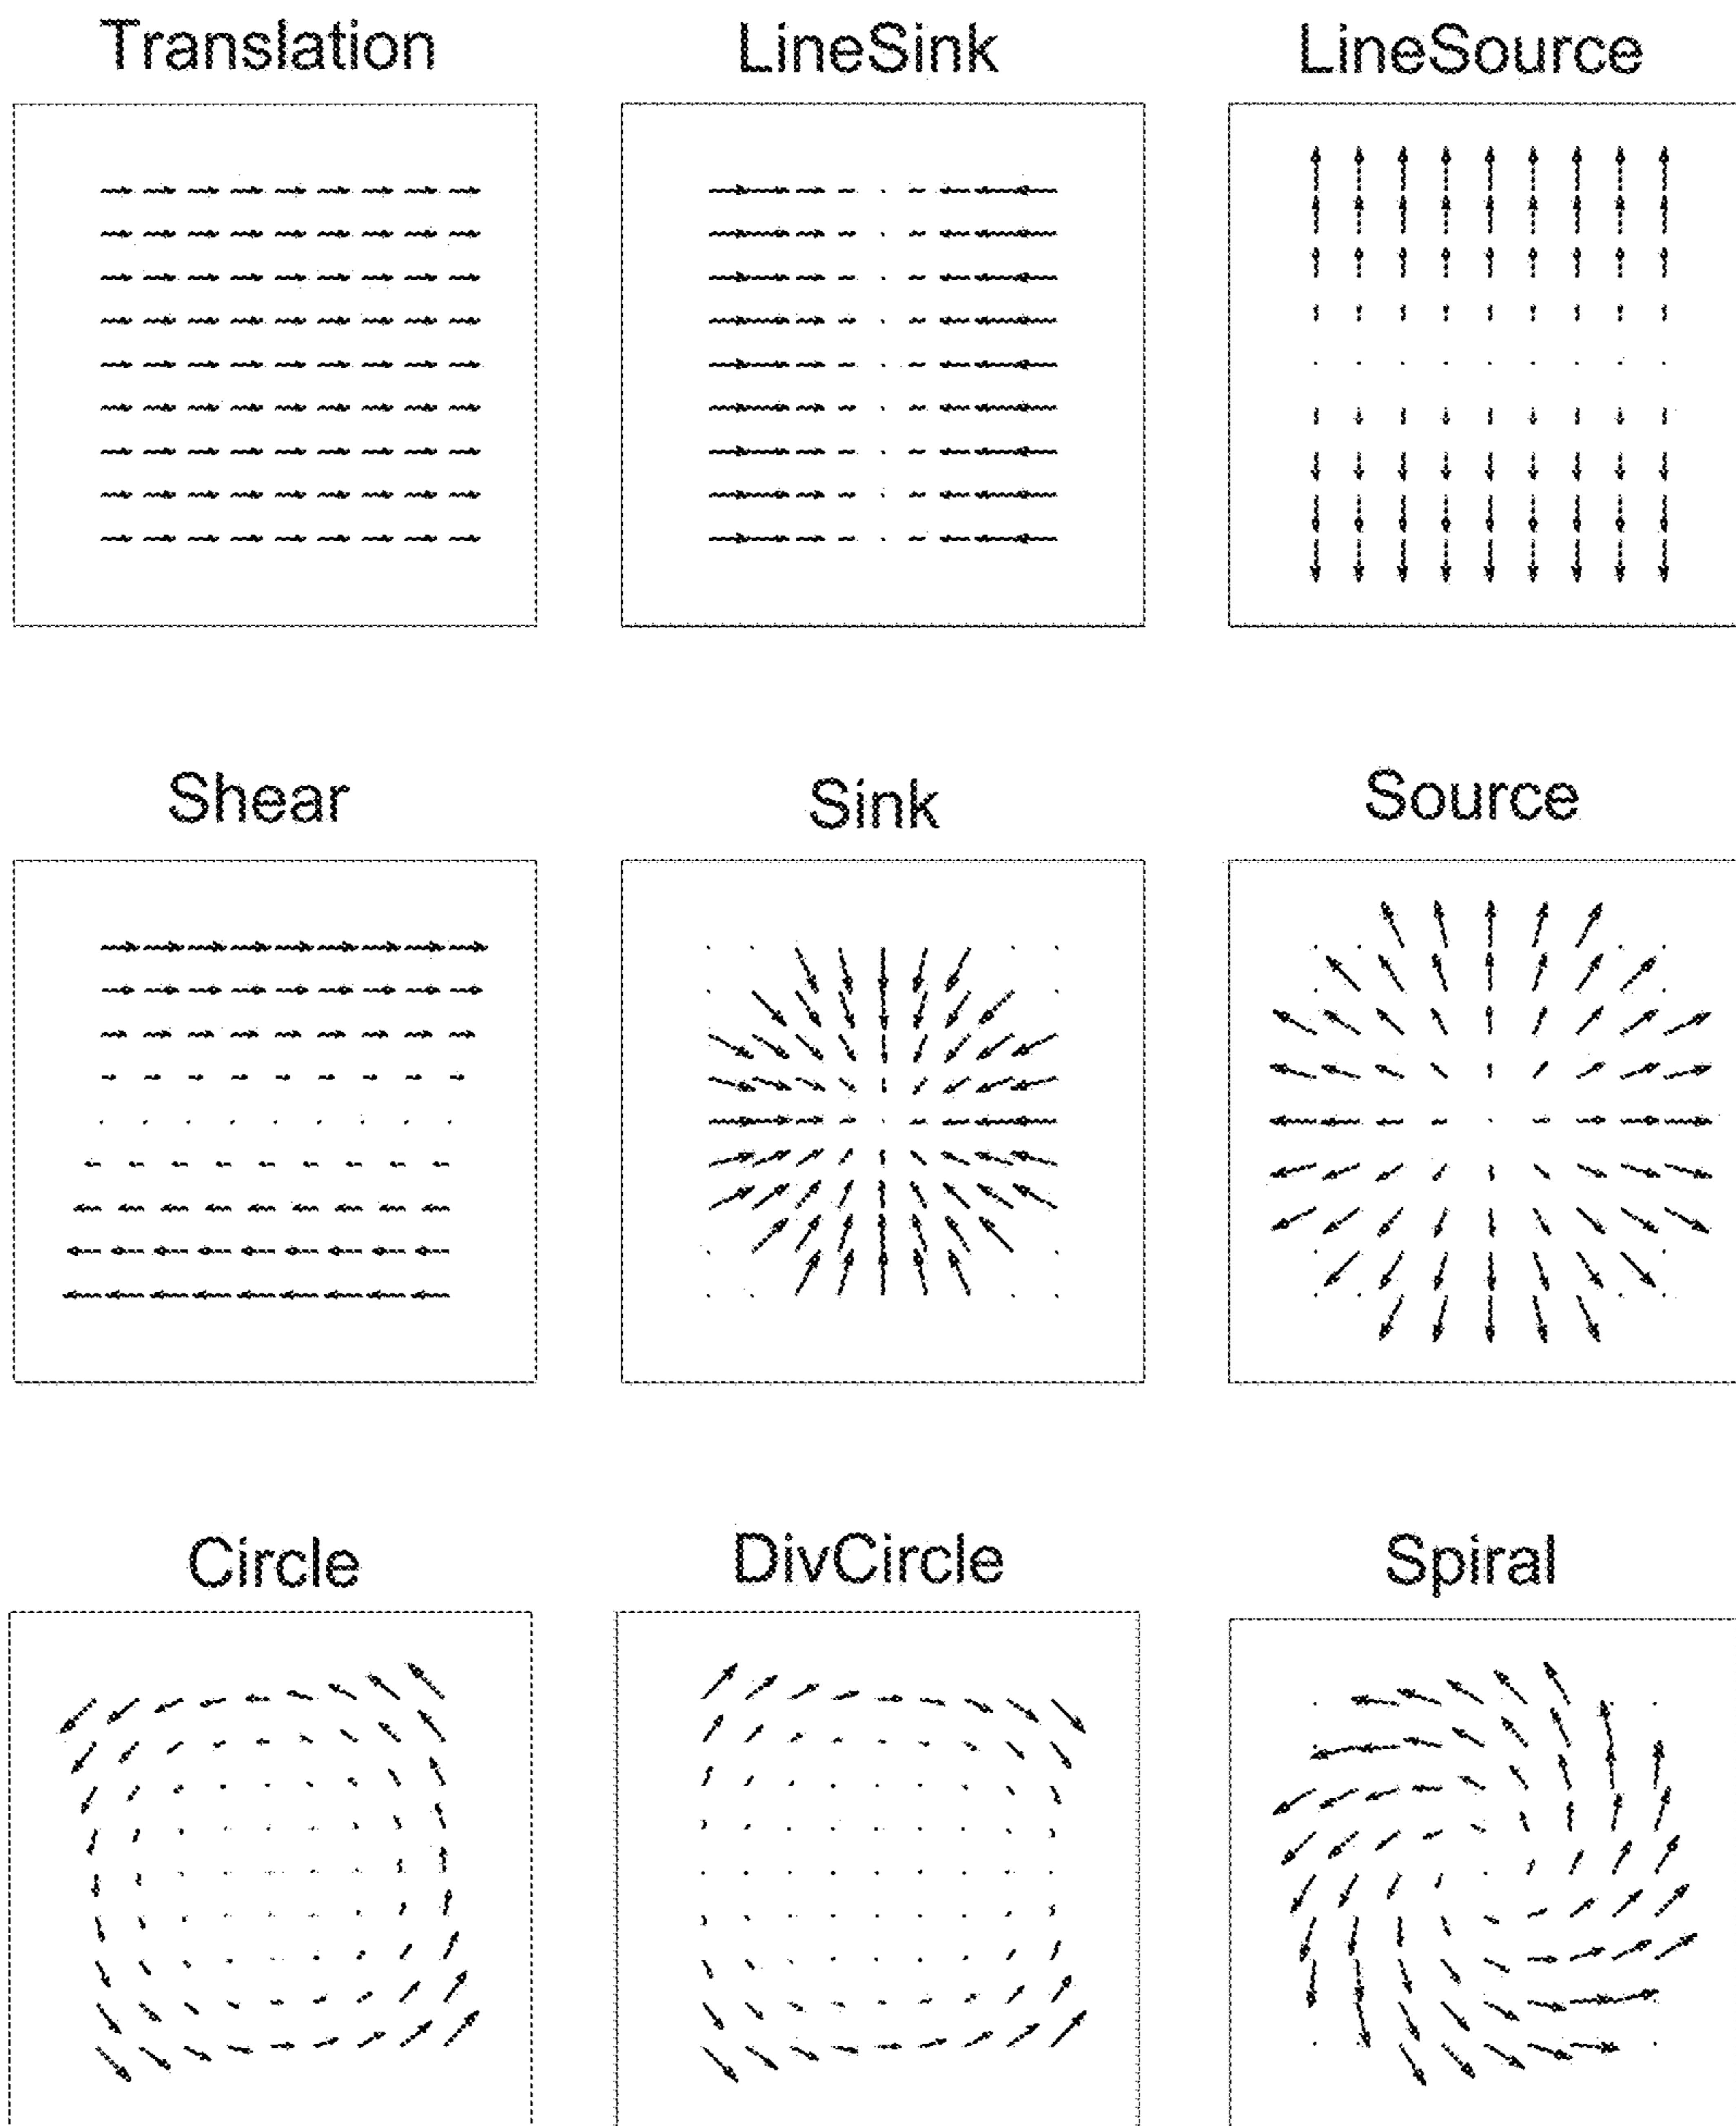 Translation
LineSink
LineSource
Shear
Sink
Source
Circle
DivCircle
Spiral